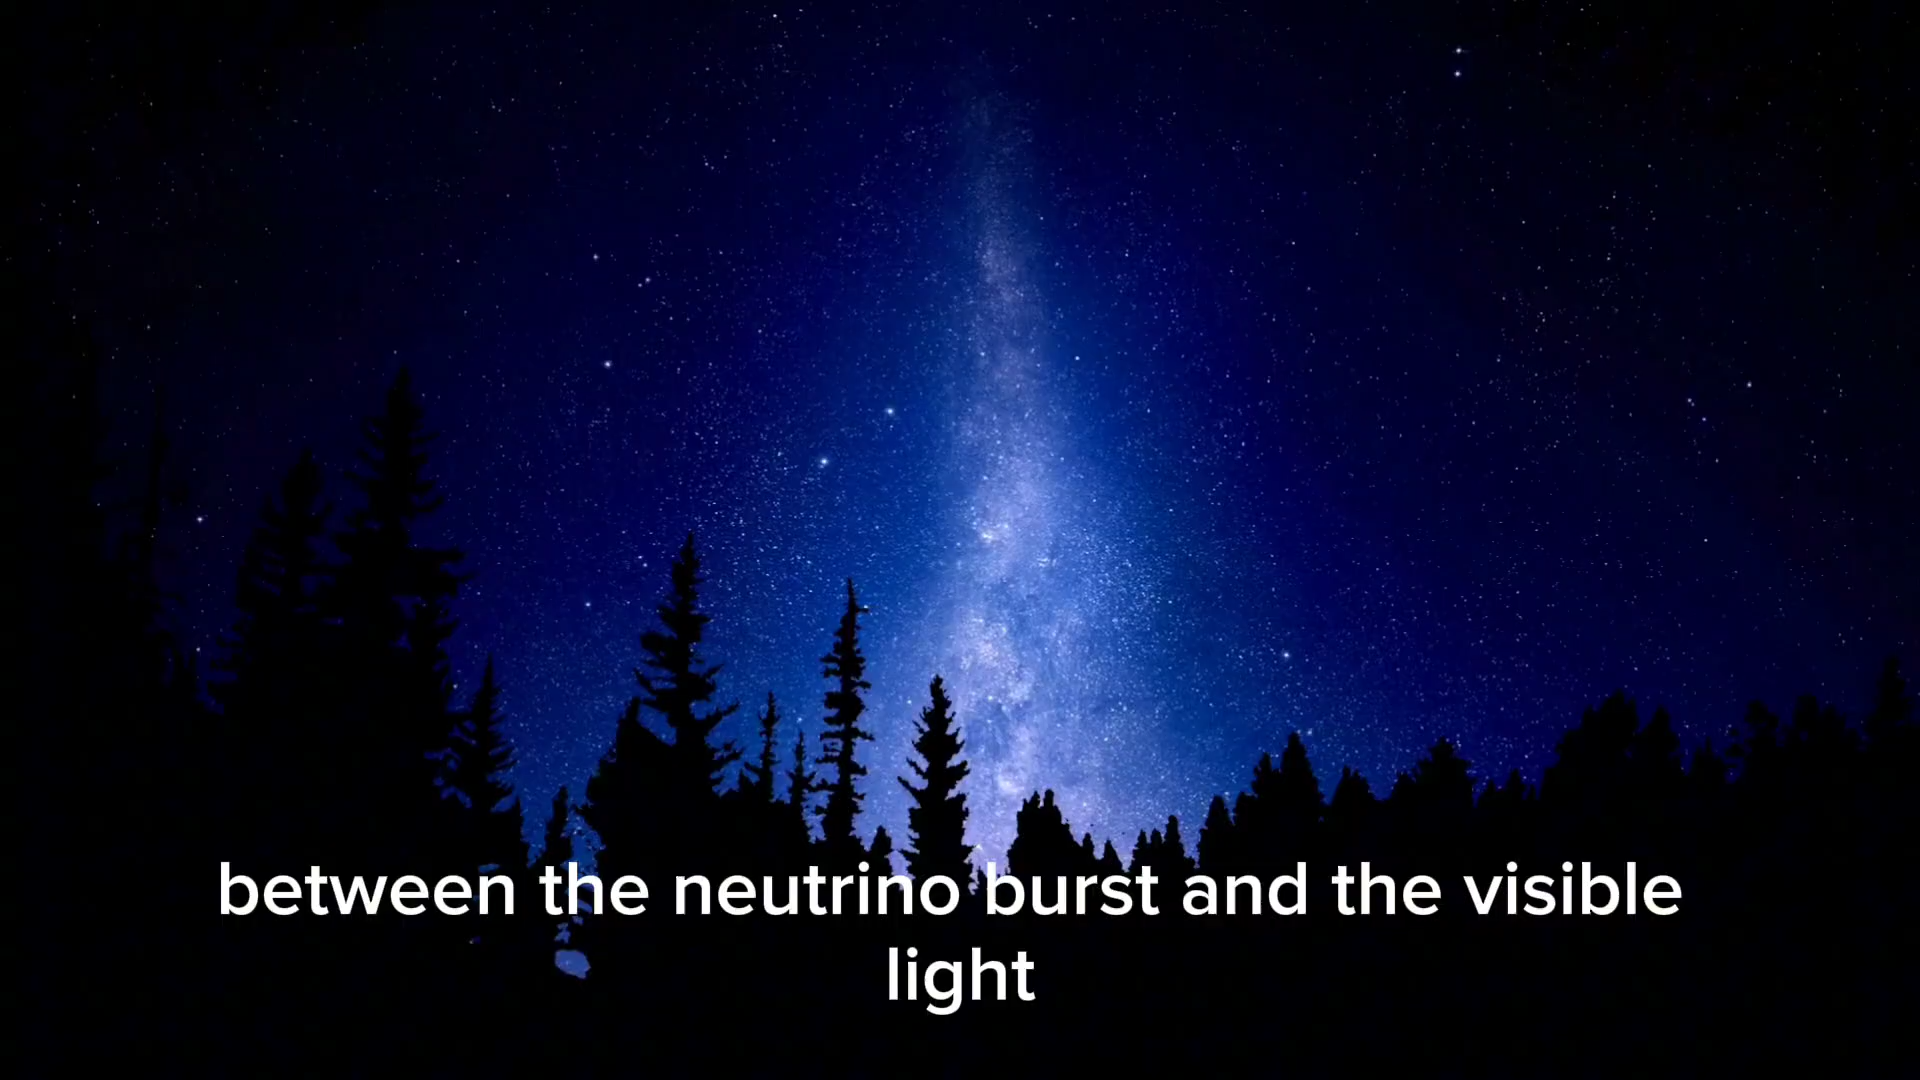 between the neutrino burst and the visible
light